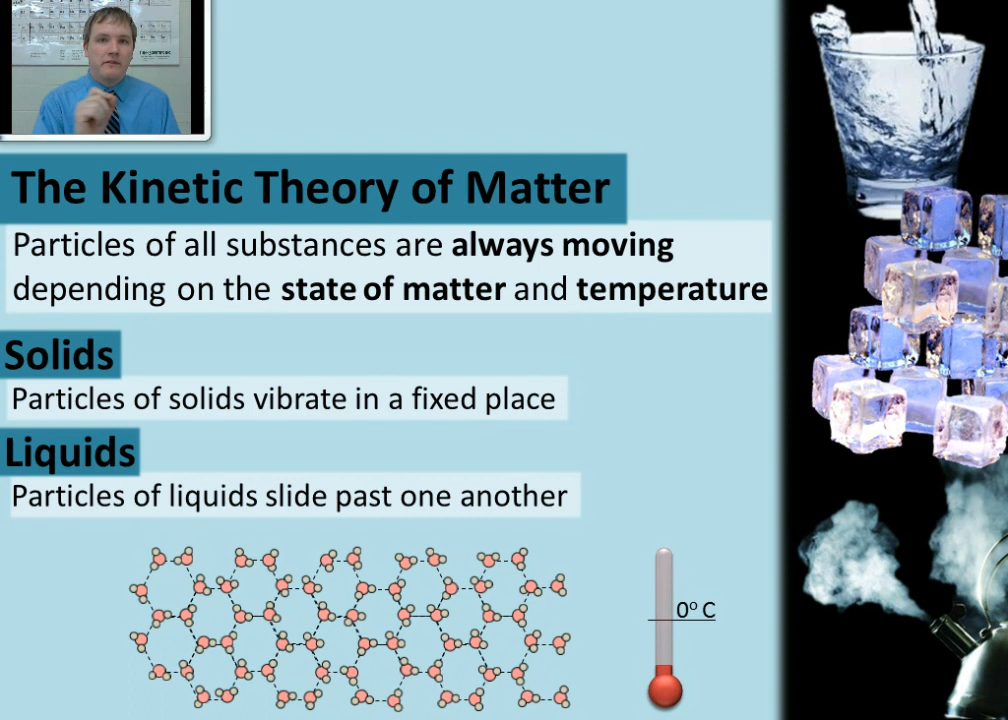 The Kinetic Theory of Matter
Particles of all substances are always moving
depending on the state of matter and temperature
Solids
Particles of solids vibrate in a fixed place
Liquids
Particles of liquids slide past one another
0º C